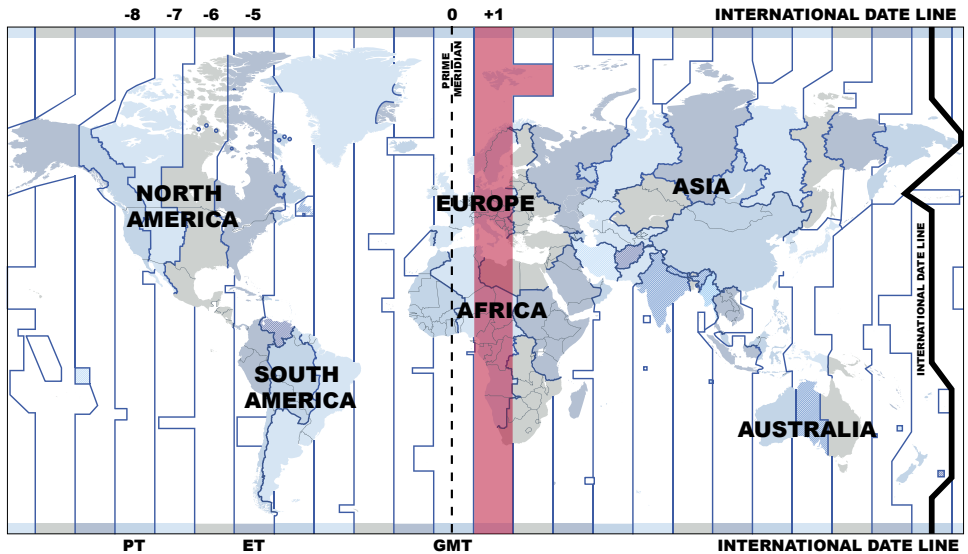 -8 -7 -6 -5 0 +1 INTERNATIONAL DATE LINE
PRIME
MERIDIAN
NORTH
AMERICA
EUROPE
ASIA
AFRICA
SOUTH
AMERICA
AUSTRALIA
INTERNATIONAL DATE LINE
PT ET GMT INTERNATIONAL DATE LINE